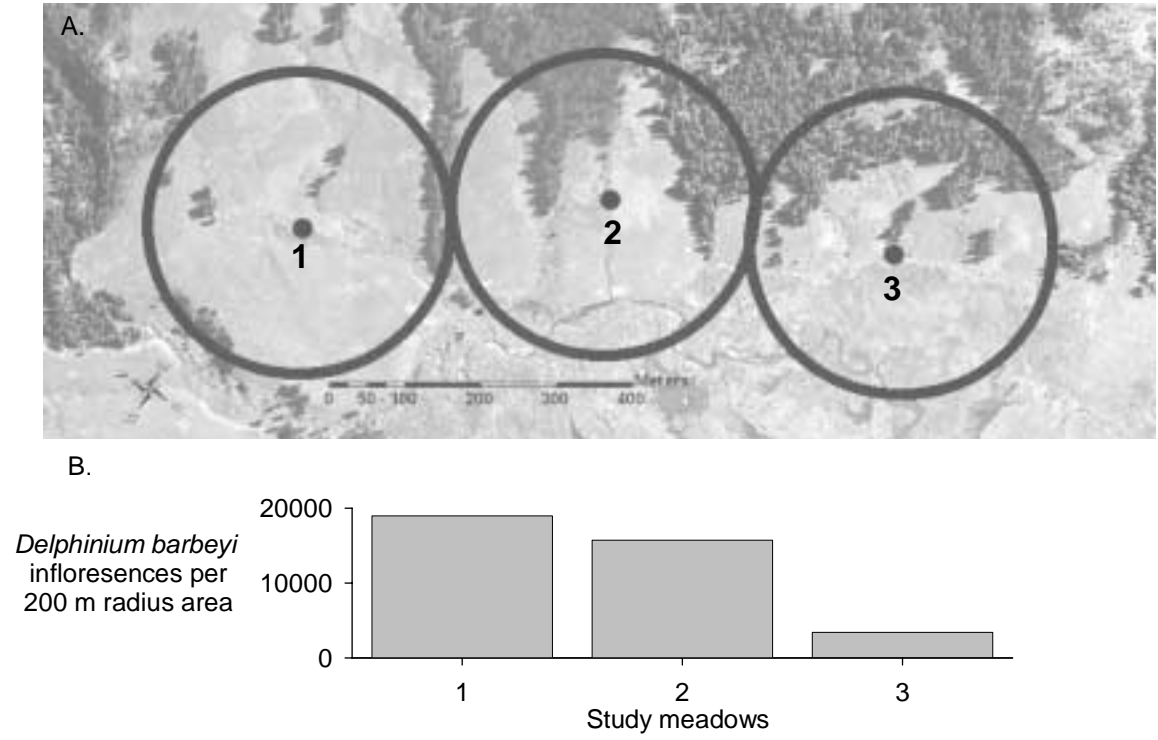 A.
1
2
3
Meters
0 50 100 200 300 400
B.
Delphinium barbeyi
infloresences per
200 m radius area
20000
10000
0
1 2 3
Study meadows